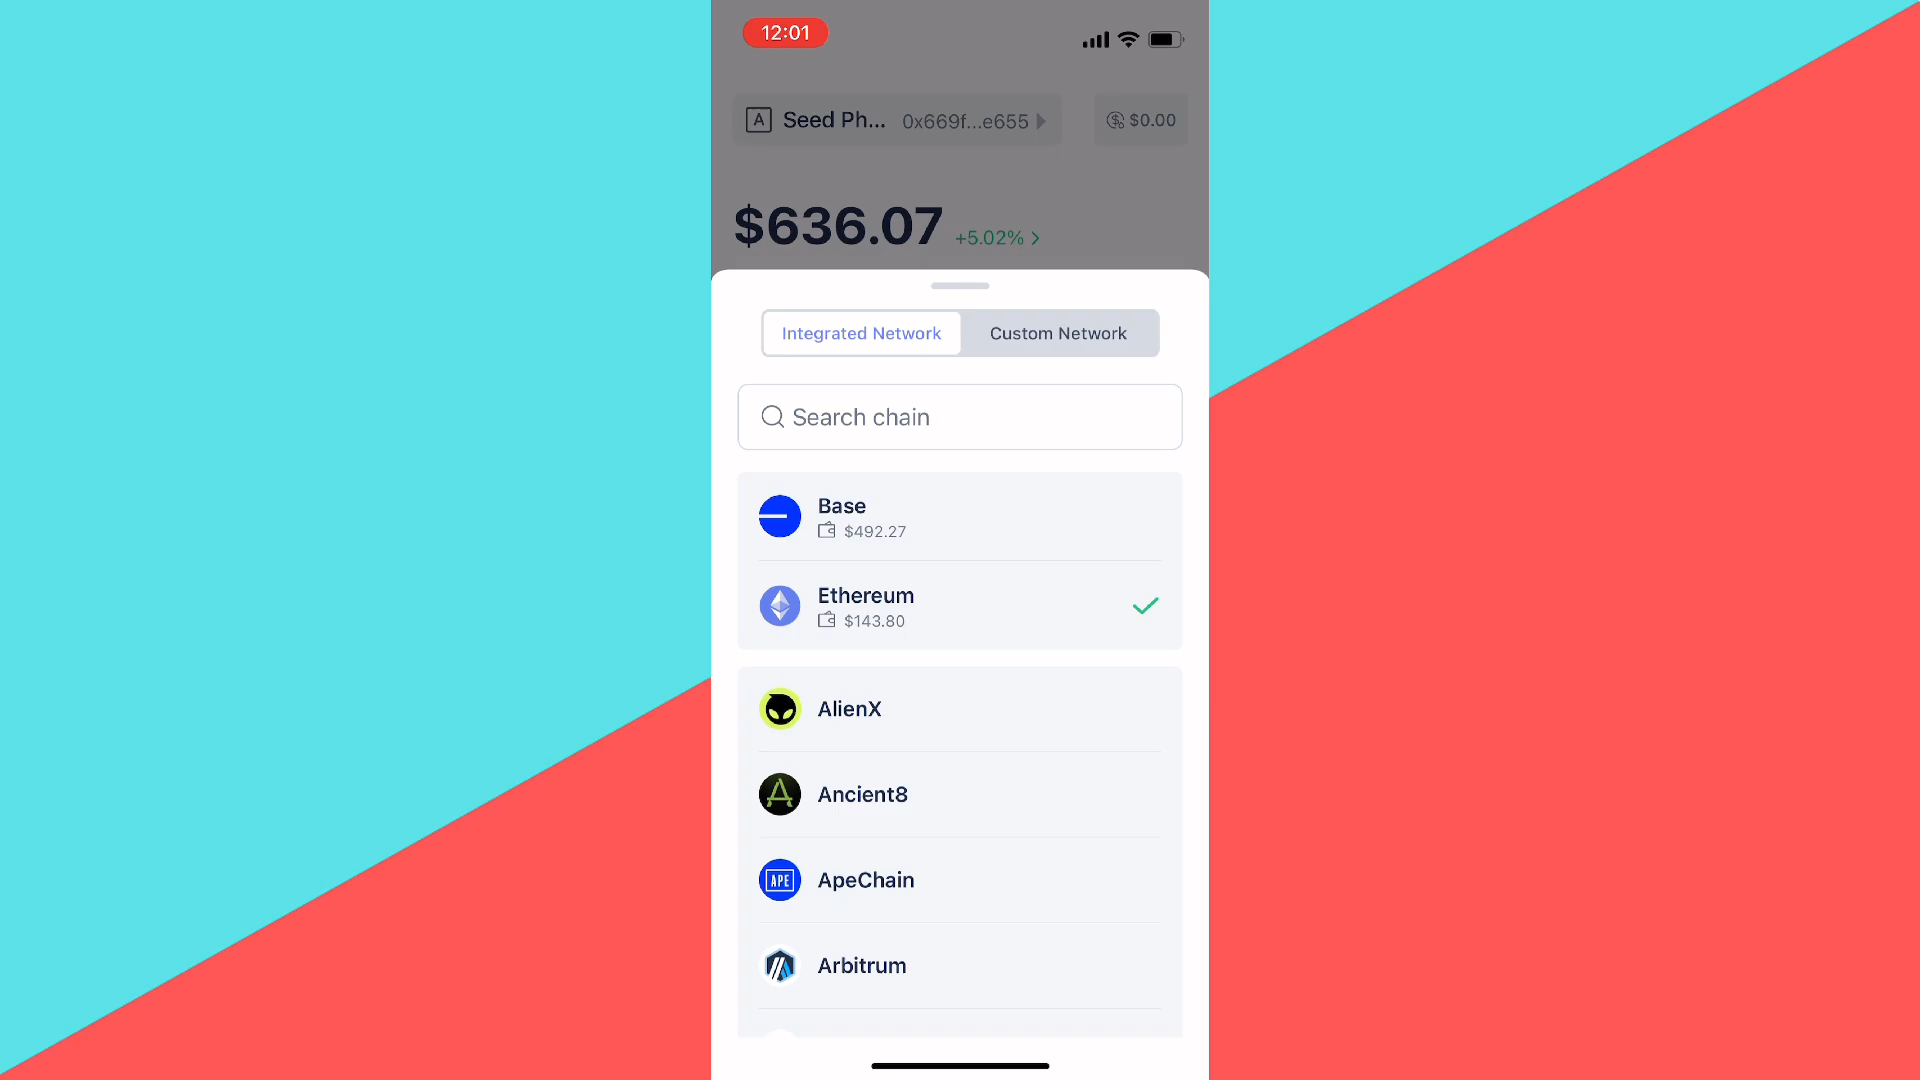 12:01
A Seed Ph... 0x669f...e655 $0.00
$636.07 +5.02%
Integrated Network Custom Network
Search chain
Base
$492.27
Ethereum
$143.80
AlienX
Ancient8
APE ApeChain
Arbitrum